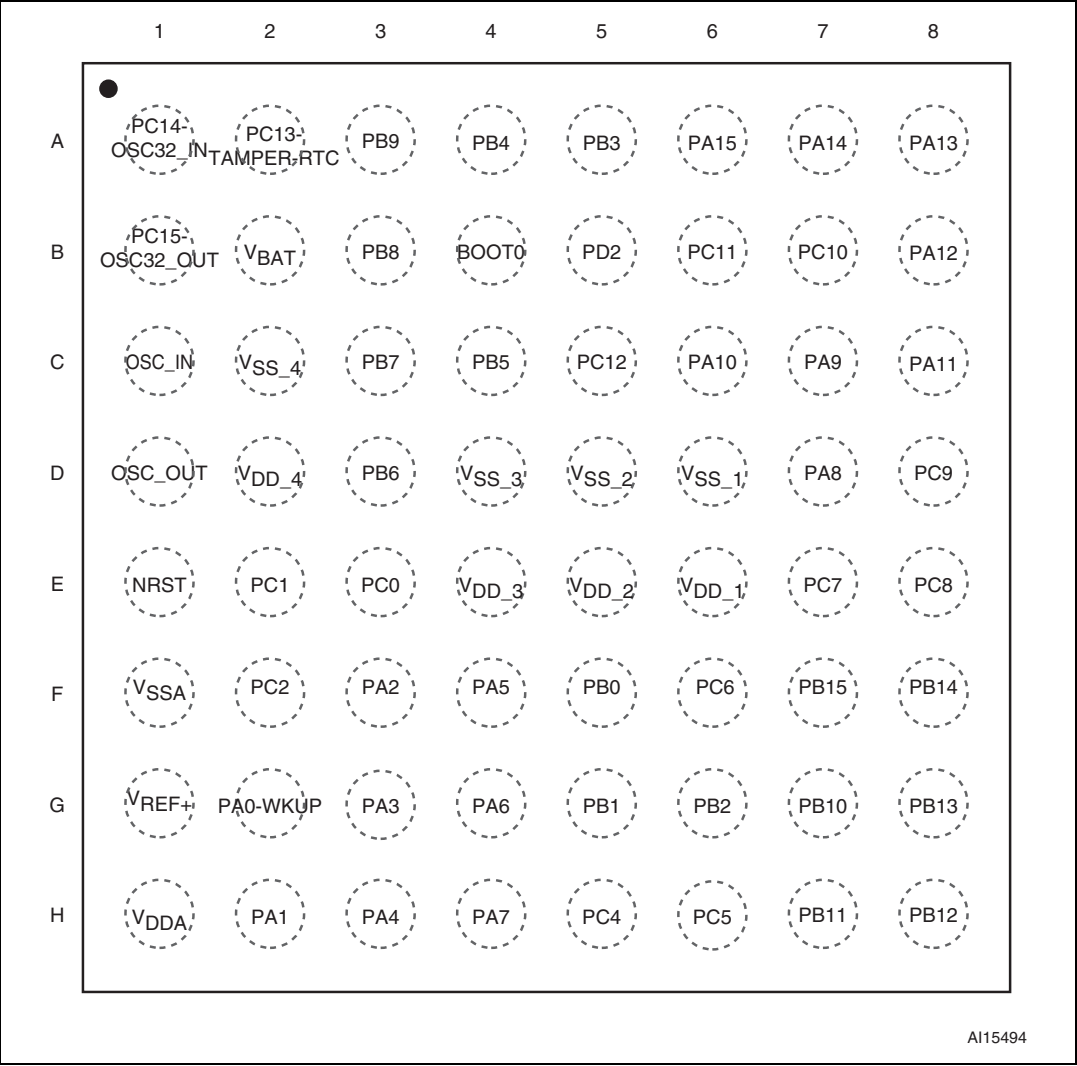 1 2 3 4 5 6 7 8
A PC14-OSC32_IN PC13-TAMPER-RTC PB9 PB4 PB3 PA15 PA14 PA13
B PC15-OSC32_OUT VBAT PB8 BOOT0 PD2 PC11 PC10 PA12
C OSC_IN VSS_4 PB7 PB5 PC12 PA10 PA9 PA11
D OSC_OUT VDD_4 PB6 VSS_3 VSS_2 VSS_1 PA8 PC9
E NRST PC1 PC0 VDD_3 VDD_2 VDD_1 PC7 PC8
F VSSA PC2 PA2 PA5 PB0 PC6 PB15 PB14
G VREF+ PA0-WKUP PA3 PA6 PB1 PB2 PB10 PB13
H VDDA PA1 PA4 PA7 PC4 PC5 PB11 PB12
AI15494